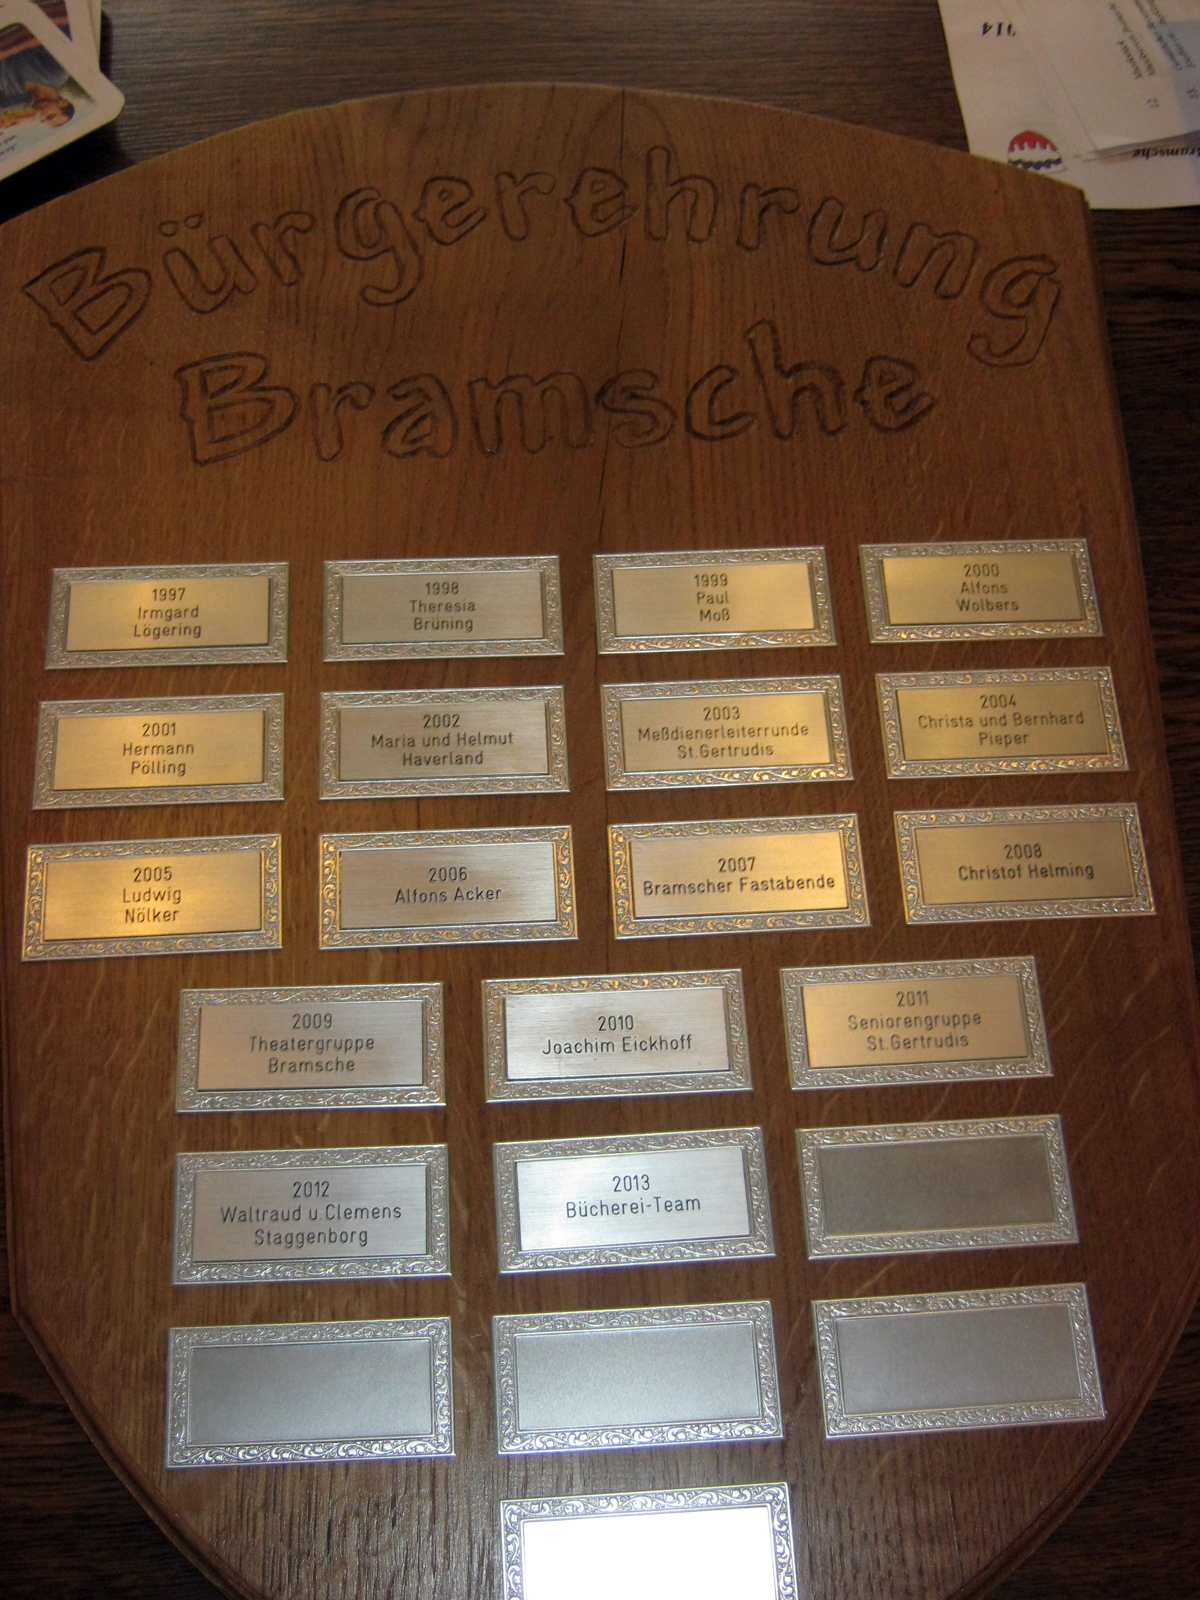 014
Bramsche
Bürgerehrung
Bramsche
1997
Irmgard
Lögering
1998
Theresia
Brüning
1999
Paul
Moß
2000
Alfons
Wolbers
2001
Hermann
Pölling
2002
Maria und Helmut
Haverland
2003
Meßdienerleiterrunde
St.Gertrudis
2004
Christa und Bernhard
Pieper
2005
Ludwig
Nölker
2006
Alfons Acker
2007
Bramscher Fastabende
2008
Christof Helming
2009
Theatergruppe
Bramsche
2010
Joachim Eickhoff
2011
Seniorengruppe
St.Gertrudis
2012
Waltraud u.Clemens
Staggenborg
2013
Bücherei-Team